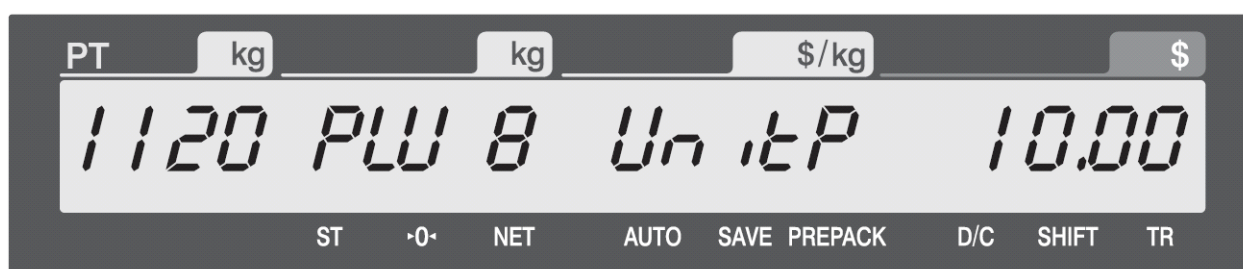 PT kg kg $/kg $
1120 PLU 8 UnitP 10.00
ST ▸0◂ NET AUTO SAVE PREPACK D/C SHIFT TR